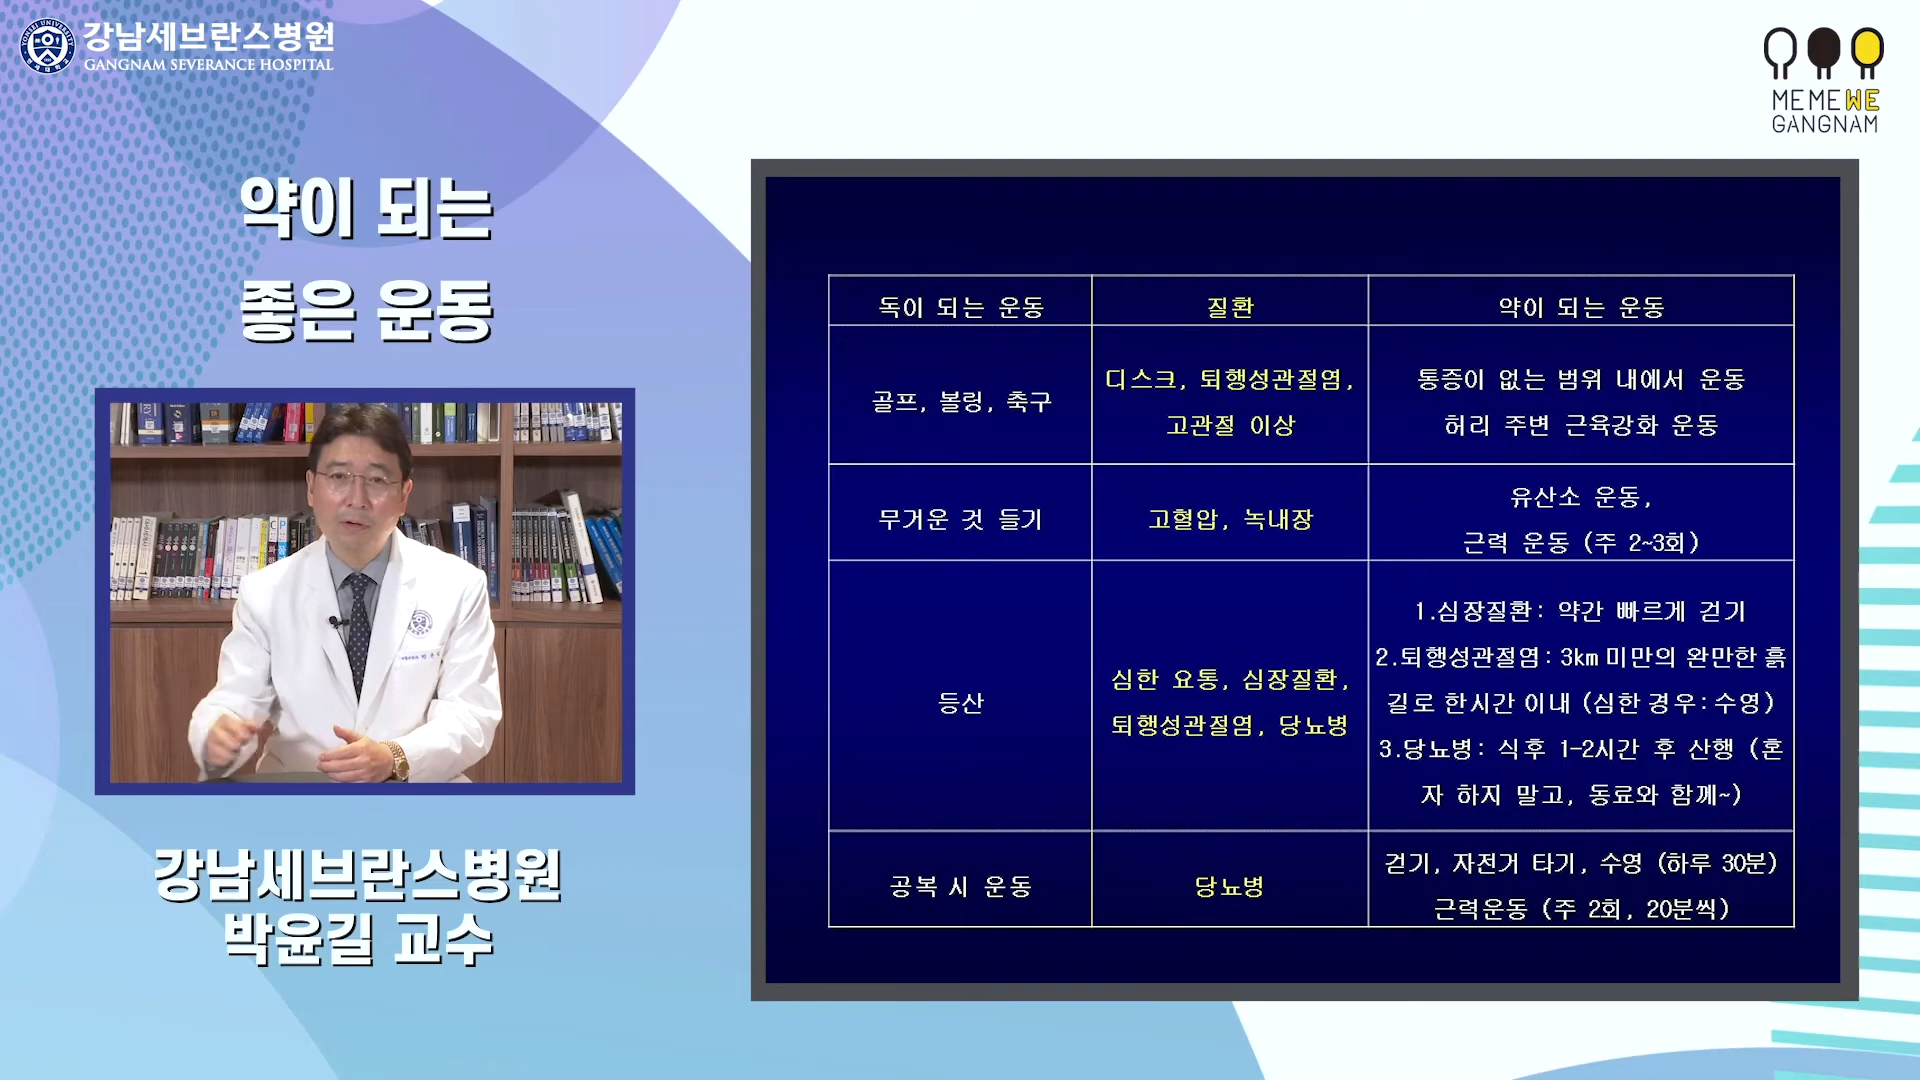 강남세브란스병원
GANGNAM SEVERANCE HOSPITAL
MEMEWE
GANGNAM
약이 되는
좋은 운동
강남세브란스병원
박윤길 교수
독이 되는 운동
질환
약이 되는 운동
골프, 볼링, 축구
디스크, 퇴행성관절염,
고관절 이상
통증이 없는 범위 내에서 운동
허리 주변 근육강화 운동
무거운 것 들기
고혈압, 녹내장
유산소 운동,
근력 운동 (주 2~3회)
등산
심한 요통, 심장질환,
퇴행성관절염, 당뇨병
1.심장질환: 약간 빠르게 걷기
2.퇴행성관절염: 3km 미만의 완만한 흙
길로 한시간 이내 (심한 경우:수영)
3.당뇨병: 식후 1-2시간 후 산행 (혼
자 하지 말고, 동료와 함께~)
공복 시 운동
당뇨병
걷기, 자전거 타기, 수영 (하루 30분)
근력운동 (주 2회, 20분씩)